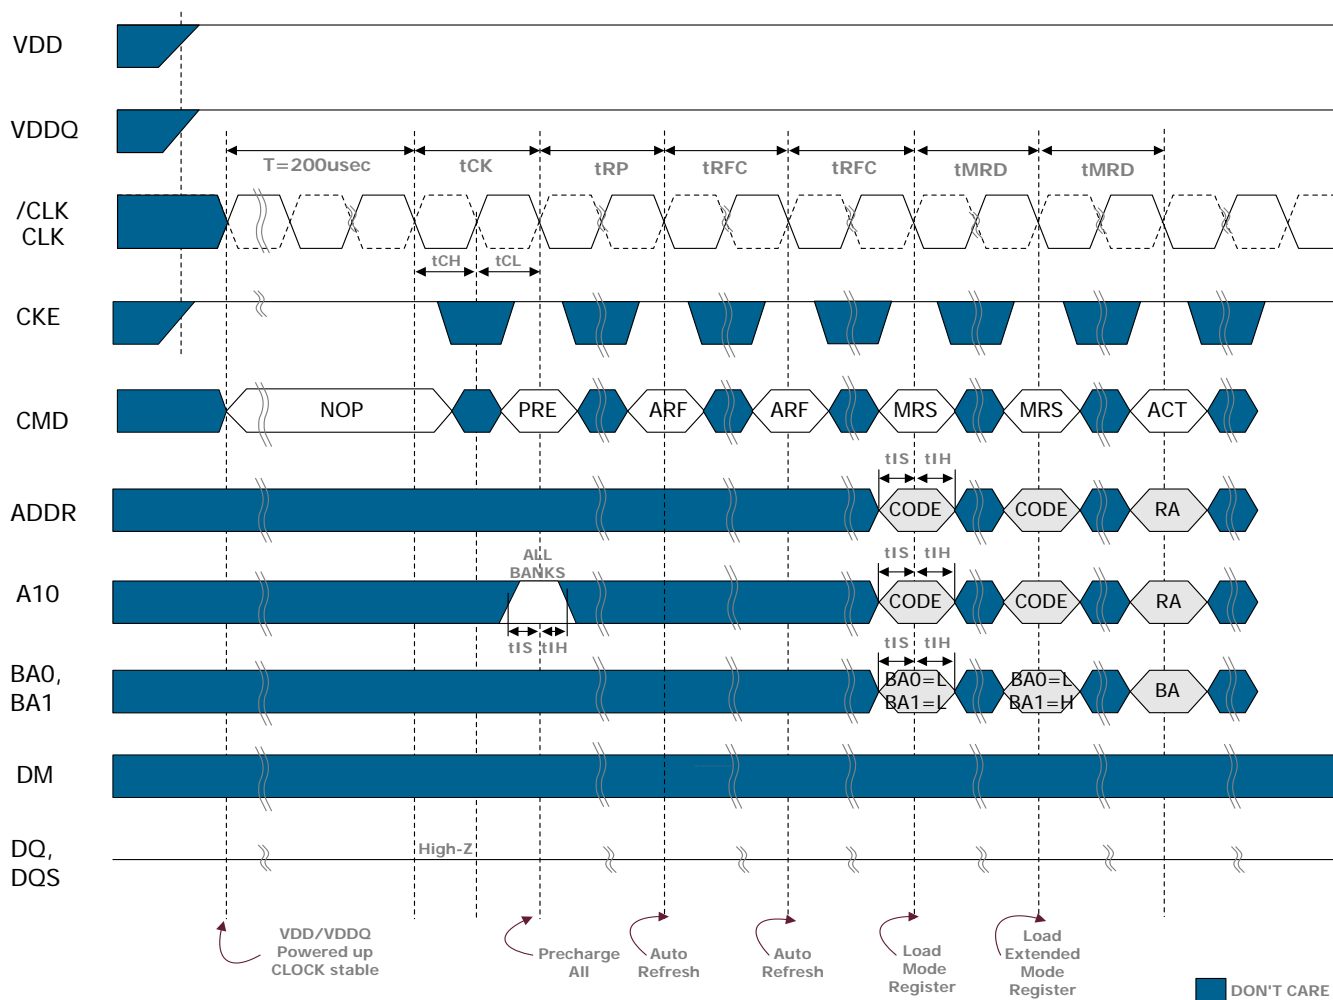 VDD
VDDQ
T=200usec tCK tRP tRFC tRFC tMRD tMRD
/CLK
CLK
tCH tCL
CKE
CMD NOP PRE ARF ARF MRS MRS ACT
tIS tIH
ADDR CODE CODE RA
ALL
BANKS
tIS tIH
A10 CODE CODE RA
tIS tIH
tIS tIH
BA0,
BA1
BA0=L BA0=L
BA1=L BA1=H
BA
DM
High-Z
DQ,
DQS
VDD/VDDQ
Powered up
CLOCK stable
Precharge
All
Auto
Refresh
Auto
Refresh
Load
Mode
Register
Load
Extended
Mode
Register
DON'T CARE